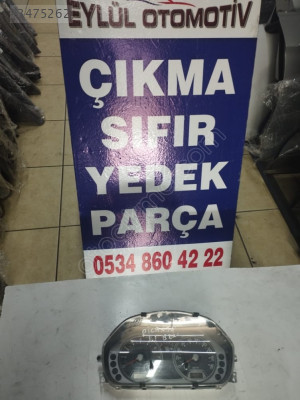 EYLÜL OTOMOTİV
ÇIKMA
SIFIR
YEDEK
PARÇA
0534 860 42 22